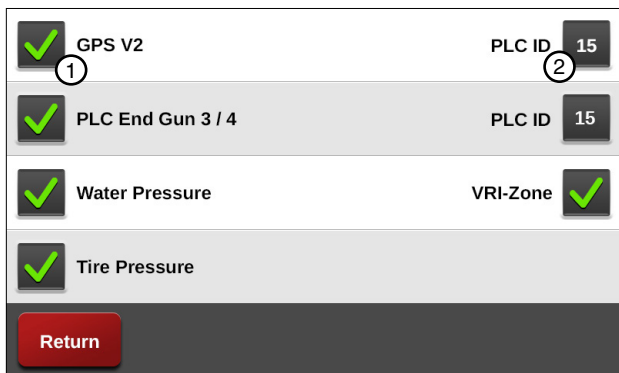 GPS V2 PLC ID 15
1 2
PLC End Gun 3 / 4 PLC ID 15
Water Pressure VRI-Zone
Tire Pressure
Return